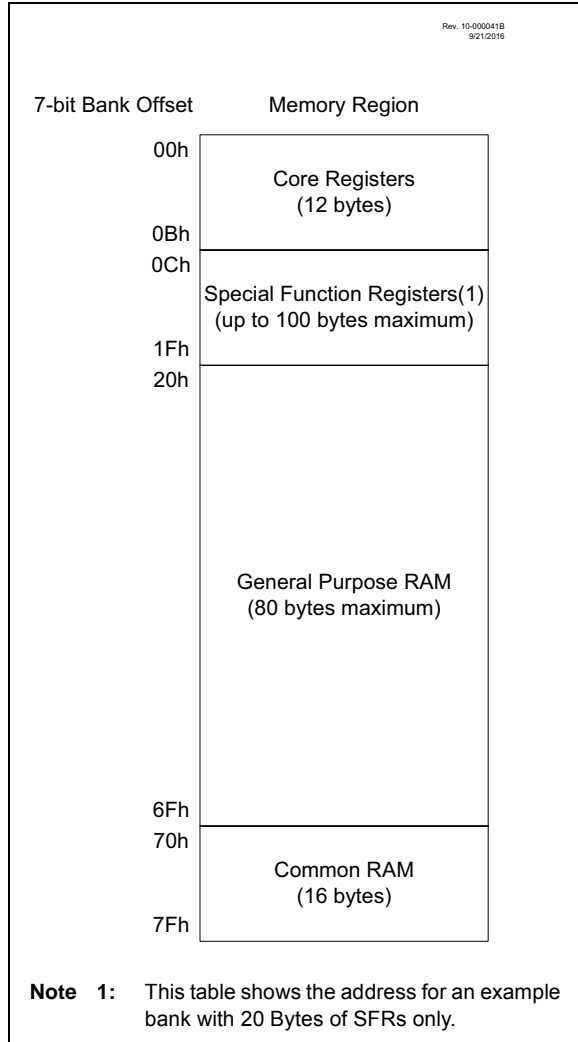 Rev. 10-000041B
9/21/2016
7-bit Bank Offset Memory Region
00h
Core Registers
(12 bytes)
0Bh
0Ch
Special Function Registers(1)
(up to 100 bytes maximum)
1Fh
20h
General Purpose RAM
(80 bytes maximum)
6Fh
70h
Common RAM
(16 bytes)
7Fh
Note 1: This table shows the address for an example
bank with 20 Bytes of SFRs only.